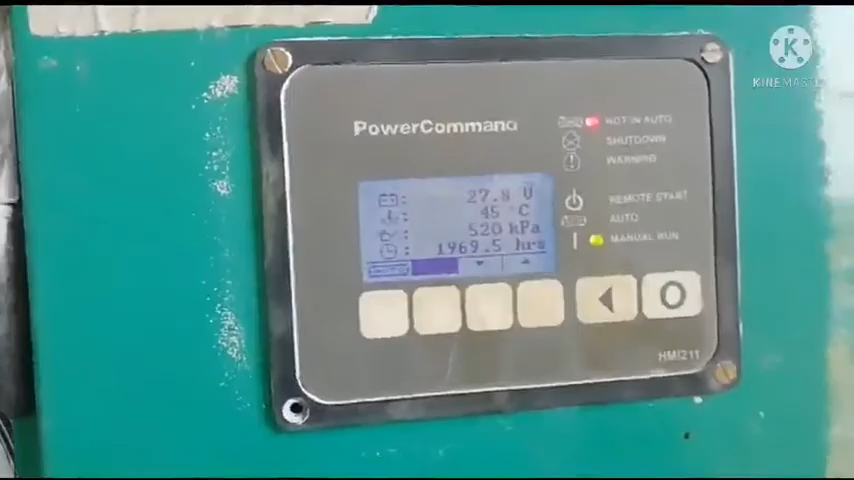 KINEMASTER
PowerCommand
NOT IN AUTO
SHUTDOWN
WARNING
REMOTE START
AUTO
MANUAL RUN
27.8 V
45 °C
520 kPa
1969.5 hrs
HMI211